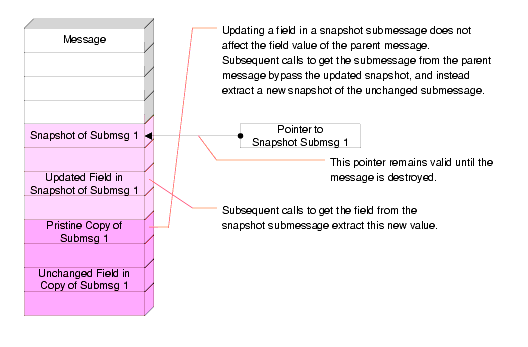 Message
Snapshot of Submsg 1
Updated Field in
Snapshot of Submsg 1
Pristine Copy of
Submsg 1
Unchanged Field in
Copy of Submsg 1
Updating a field in a snapshot submessage does not
affect the field value of the parent message.
Subsequent calls to get the submessage from the parent
message bypass the updated snapshot, and instead
extract a new snapshot of the unchanged submessage.
Pointer to
Snapshot Submsg 1
This pointer remains valid until the
message is destroyed.
Subsequent calls to get the field from the
snapshot submessage extract this new value.